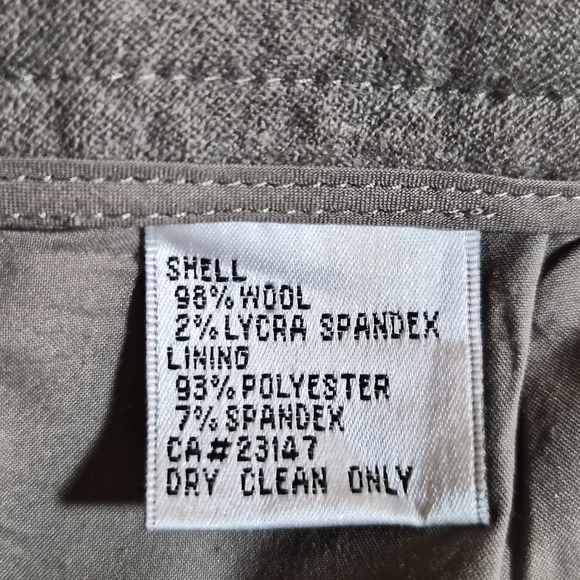 SHELL
98% WOOL
2% LYCRA SPANDEX
LINING
93% POLYESTER
7% SPANDEX
CA#23147
DRY CLEAN ONLY